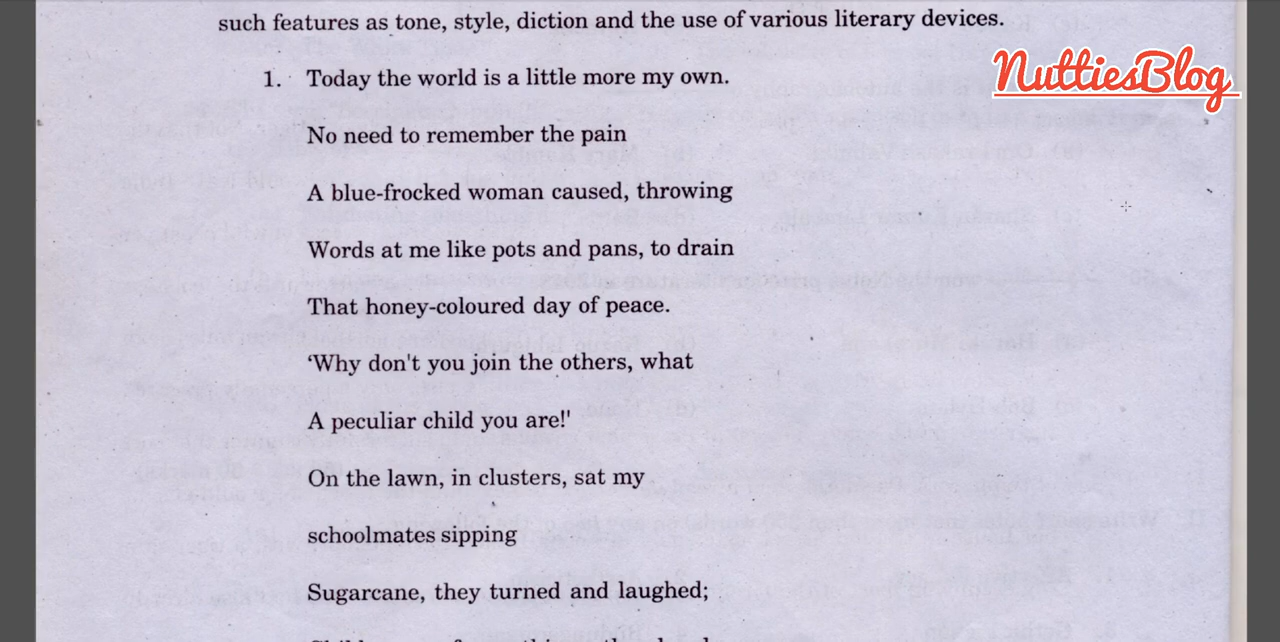 such features as tone, style, diction and the use of various literary devices.
NuttiesBlog
1. Today the world is a little more my own.
No need to remember the pain
A blue-frocked woman caused, throwing
Words at me like pots and pans, to drain
That honey-coloured day of peace.
‘Why don't you join the others, what
A peculiar child you are!'
On the lawn, in clusters, sat my
schoolmates sipping
Sugarcane, they turned and laughed;